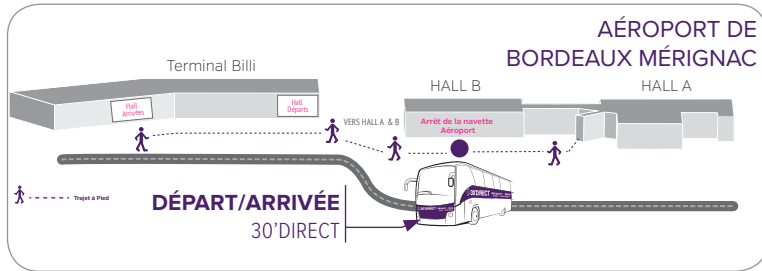 AÉROPORT DE
BORDEAUX MÉRIGNAC
Terminal Billi
HALL B
HALL A
Hall
Arrivées
Hall
Départs
VERS HALL A & B
Arrêt de la navette
Aéroport
30'DIRECT
Trajet à Pied
DÉPART/ARRIVÉE
30'DIRECT